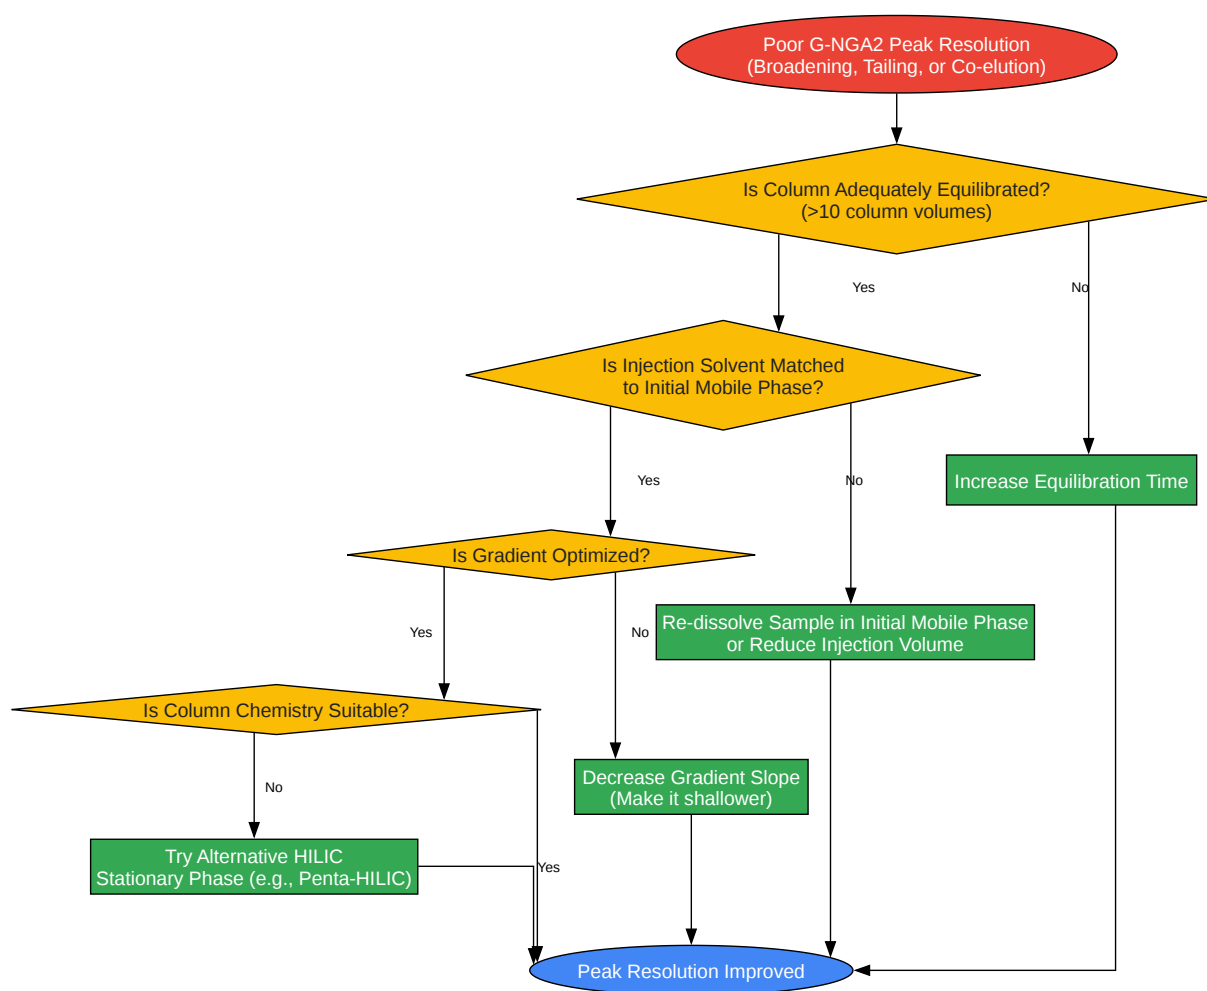 Poor G-NGA2 Peak Resolution
(Broadening, Tailing, or Co-elution)
Is Column Adequately Equilibrated?
(>10 column volumes)
Yes
No
Is Injection Solvent Matched
to Initial Mobile Phase?
Yes
No
Increase Equilibration Time
Is Gradient Optimized?
Yes
No
Re-dissolve Sample in Initial Mobile Phase
or Reduce Injection Volume
Is Column Chemistry Suitable?
No
Yes
Decrease Gradient Slope
(Make it shallower)
Try Alternative HILIC
Stationary Phase (e.g., Penta-HILIC)
Peak Resolution Improved